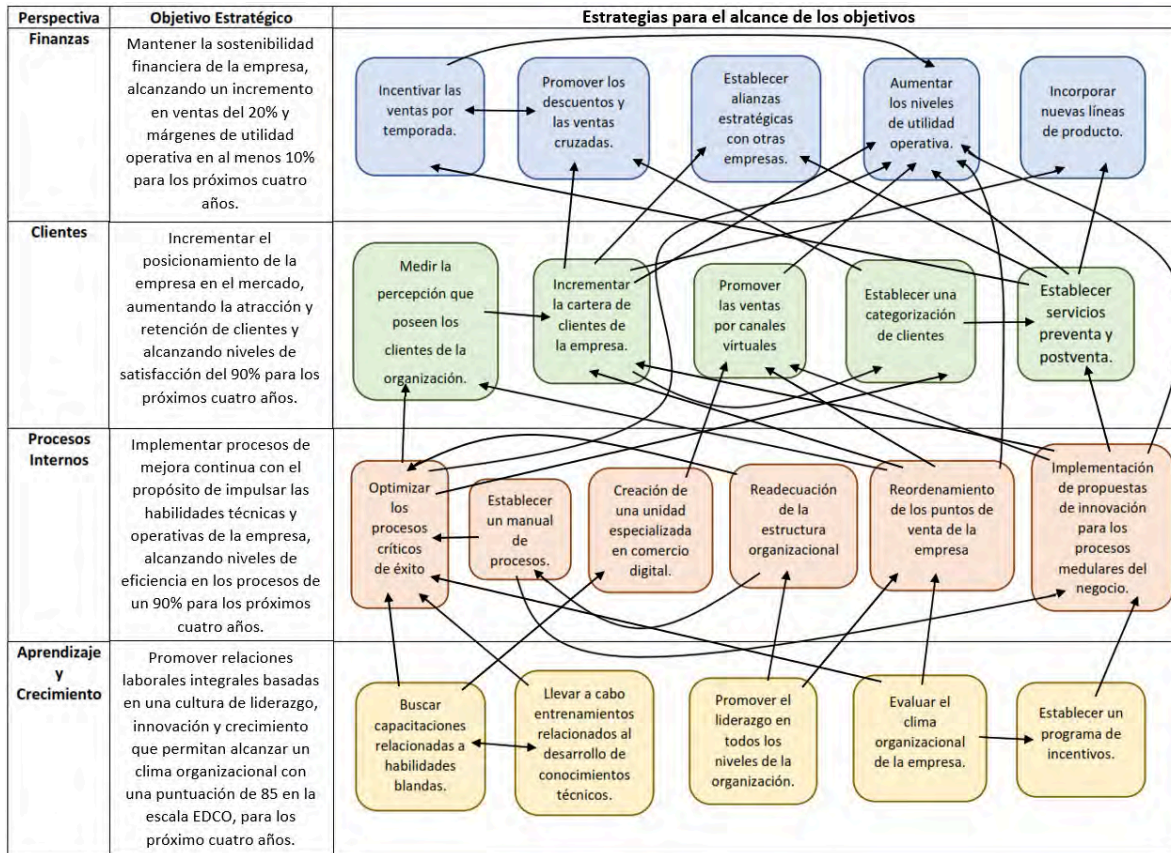 Perspectiva
Objetivo Estratégico
Estrategias para el alcance de los objetivos
Finanzas
Mantener la sostenibilidad
financiera de la empresa,
alcanzando un incremento
en ventas del 20% y
márgenes de utilidad
operativa en al menos 10%
para los próximos cuatro
años.
Incentivar las
ventas por
temporada.
Promover los
descuentos y
las ventas
cruzadas.
Establecer
alianzas
estratégicas
con otras
empresas.
Aumentar
los niveles
de utilidad
operativa.
Incorporar
nuevas líneas
de producto.
Clientes
Incrementar el
posicionamiento de la
empresa en el mercado,
aumentando la atracción y
retención de clientes y
alcanzando niveles de
satisfacción del 90% para los
próximos cuatro años.
Medir la
percepción que
poseen los
clientes de la
organización.
Incrementar
la cartera de
clientes de
la empresa.
Promover
las ventas
por canales
virtuales
Establecer una
categorización
de clientes
Establecer
servicios
preventa y
postventa.
Procesos
Internos
Implementar procesos de
mejora continua con el
propósito de impulsar las
habilidades técnicas y
operativas de la empresa,
alcanzando niveles de
eficiencia en los procesos de
un 90% para los próximos
cuatro años.
Optimizar
los
procesos
críticos
de éxito
Establecer
un manual
de
procesos.
Creación de
una unidad
especializada
en comercio
digital.
Readecuación
de la
estructura
organizacional
Reordenamiento
de los puntos
de venta de la
empresa
Implementación
de propuestas
de innovación
para los
procesos
medulares del
negocio.
Aprendizaje
y
Crecimiento
Promover relaciones
laborales integrales basadas
en una cultura de liderazgo,
innovación y crecimiento
que permitan alcanzar un
clima organizacional con
una puntuación de 85 en la
escala EDCO, para los
próximo cuatro años.
Buscar
capacitaciones
relacionadas a
habilidades
blandas.
Llevar a cabo
entrenamientos
relacionados al
desarrollo de
conocimientos
técnicos.
Promover el
liderazgo en
todos los
niveles de la
organización.
Evaluar el
clima
organizacional
de la empresa.
Establecer un
programa de
incentivos.